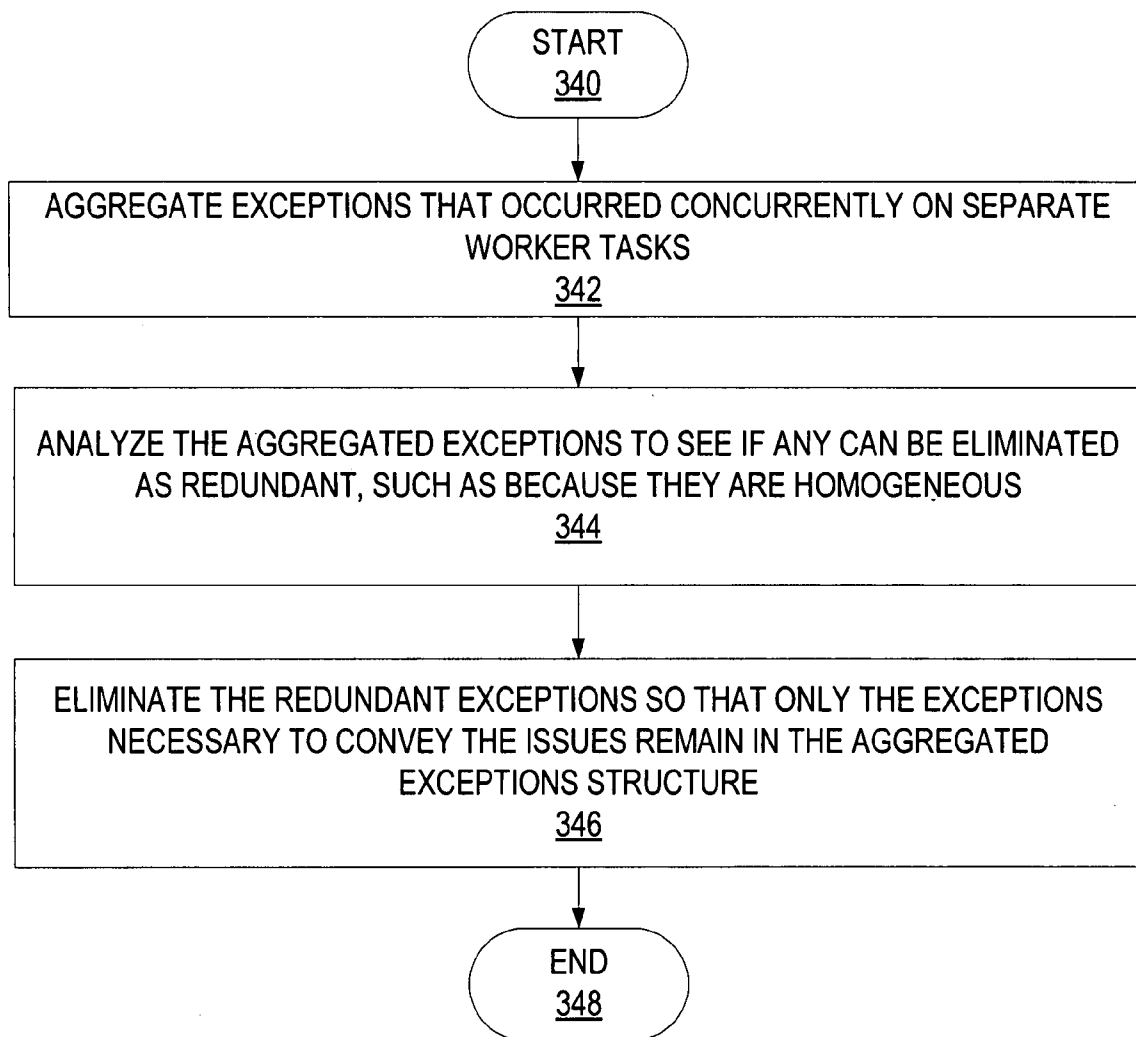 START
340
AGGREGATE EXCEPTIONS THAT OCCURRED CONCURRENTLY ON SEPARATE
WORKER TASKS
342
ANALYZE THE AGGREGATED EXCEPTIONS TO SEE IF ANY CAN BE ELIMINATED
AS REDUNDANT, SUCH AS BECAUSE THEY ARE HOMOGENEOUS
344
ELIMINATE THE REDUNDANT EXCEPTIONS SO THAT ONLY THE EXCEPTIONS
NECESSARY TO CONVEY THE ISSUES REMAIN IN THE AGGREGATED
EXCEPTIONS STRUCTURE
346
END
348